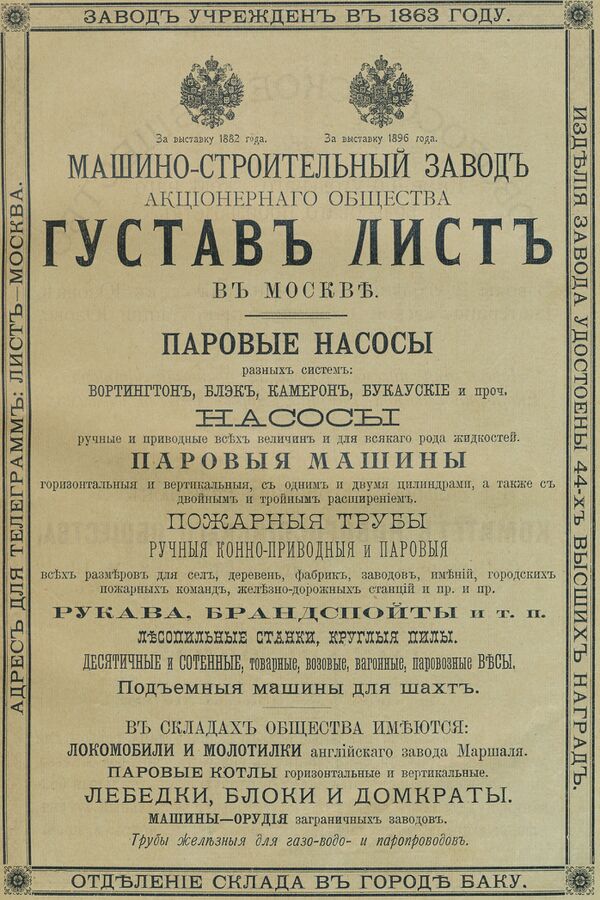 ЗАВОДЪ УЧРЕЖДЕНЪ ВЪ 1863 ГОДУ.
АДРЕСЪ ДЛЯ ТЕЛЕГРАММЪ: ЛИСТЪ—МОСКВА.
За выставку 1882 года.
За выставку 1896 года.
МАШИНО-СТРОИТЕЛЬНЫЙ ЗАВОДЪ
АКЦІОНЕРНАГО ОБЩЕСТВА
ГУСТАВЪ ЛИСТЪ
ВЪ МОСКВѢ.
ПАРОВЫЕ НАСОСЫ
разныхъ системъ:
ВОРТИНГТОНЪ, БЛЭКЪ, КАМЕРОНЪ, БУКАУСКІЕ и проч.
НАСОСЫ
ручные и приводные всѣхъ величинъ и для всякаго рода жидкостей.
ПАРОВЫЯ МАШИНЫ
горизонтальныя и вертикальныя, съ однимъ и двумя цилиндрами, а также съ
двойнымъ и тройнымъ расширеніемъ.
ПОЖАРНЫЯ ТРУБЫ
РУЧНЫЯ КОННО-ПРИВОДНЫЯ и ПАРОВЫЯ
всѣхъ размѣровъ для селъ, деревень, фабрикъ, заводовъ, имѣній, городскихъ
пожарныхъ командъ, желѣзно-дорожныхъ станцій и пр. и пр.
РУКАВА, БРАНДСПОЙТЫ и т. п.
ЛѢСОПИЛЬНЫЕ СТАНКИ, КРУГЛЫЯ ПИЛЫ.
ДЕСЯТИЧНЫЕ и СОТЕННЫЕ, товарные, возовые, вагонные, паровозные ВѢСЫ.
Подъемныя машины для шахтъ.
ВЪ СКЛАДАХЪ ОБЩЕСТВА ИМѢЮТСЯ:
ЛОКОМОБИЛИ И МОЛОТИЛКИ англійскаго завода Маршаля.
ПАРОВЫЕ КОТЛЫ горизонтальные и вертикальные.
ЛЕБЕДКИ, БЛОКИ И ДОМКРАТЫ.
МАШИНЫ—ОРУДІЯ заграничныхъ заводовъ.
Трубы желѣзныя для газо-водо- и паропроводовъ.
ИЗДѢЛІЯ ЗАВОДА УДОСТОЕНЫ 44-хъ ВЫСШИХЪ НАГРАДЪ.
ОТДѢЛЕНІЕ СКЛАДА ВЪ ГОРОДѢ БАКУ.